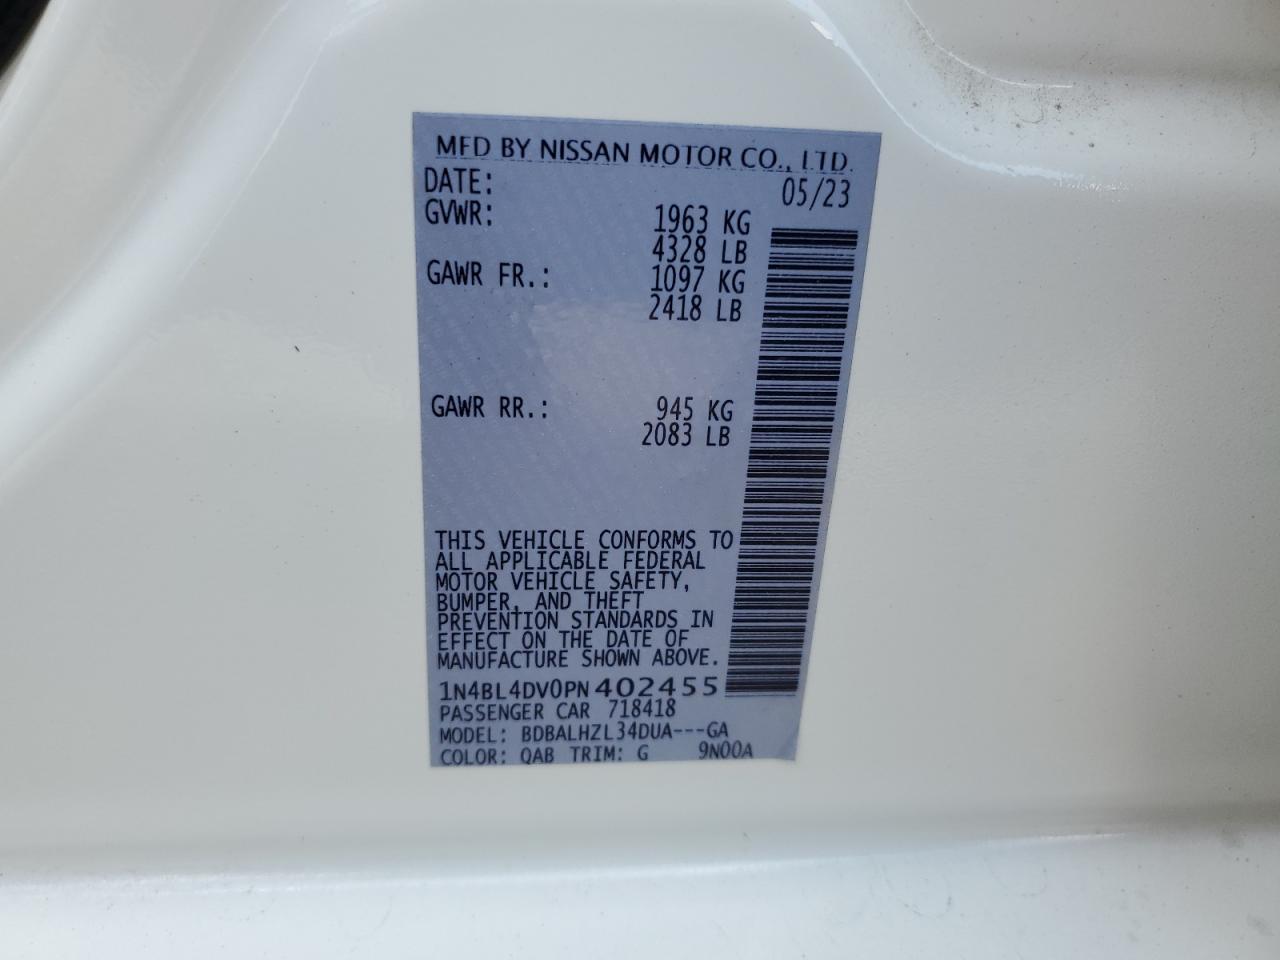 MFD BY NISSAN MOTOR CO., LTD.
DATE: 05/23
GVWR: 1963 KG
4328 LB
GAWR FR.: 1097 KG
2418 LB
GAWR RR.: 945 KG
2083 LB
THIS VEHICLE CONFORMS TO
ALL APPLICABLE FEDERAL
MOTOR VEHICLE SAFETY,
BUMPER, AND THEFT
PREVENTION STANDARDS IN
EFFECT ON THE DATE OF
MANUFACTURE SHOWN ABOVE.
1N4BL4DV0PN402455
PASSENGER CAR 718418
MODEL: BDBALHZL34DUA---GA
COLOR: QAB TRIM: G 9N00A